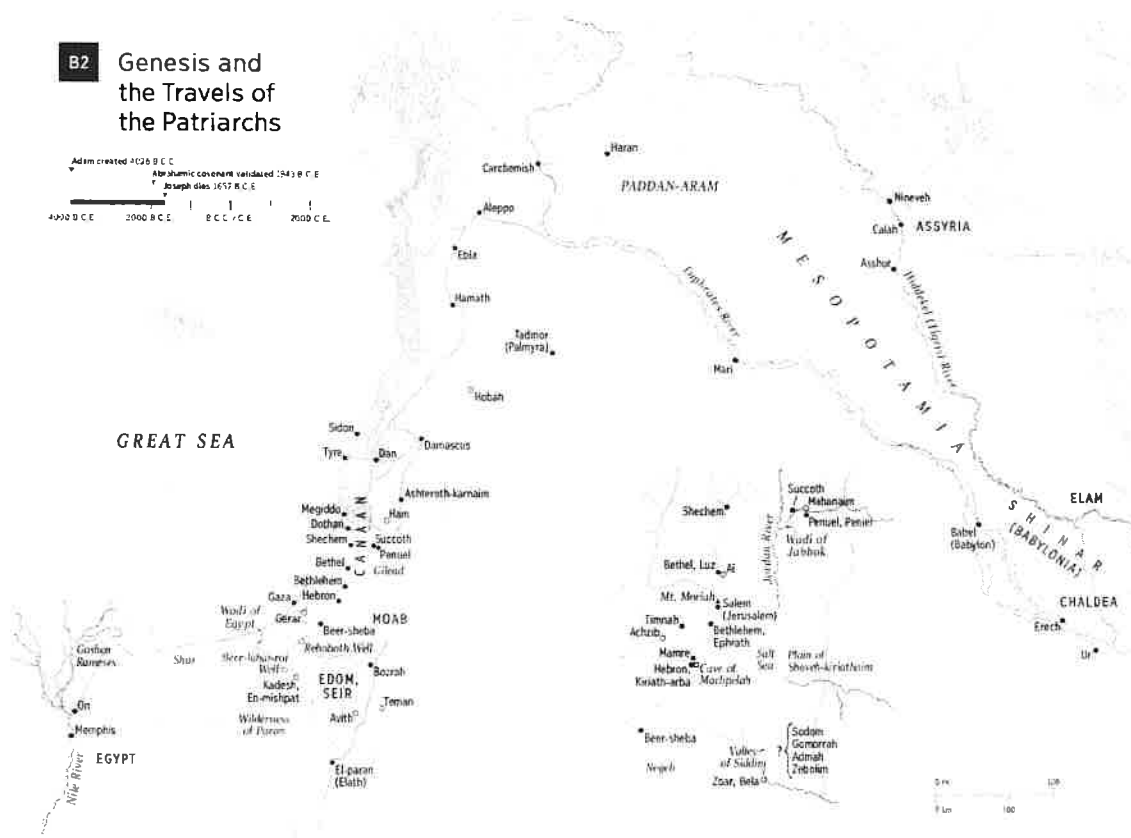 B2
Genesis and
the Travels of
the Patriarchs
Adam created 4026 B.C.E.
Abrahamic covenant validated 1943 B.C.E.
Joseph dies 1657 B.C.E.
4000 B.C.E.
2000 B.C.E.
B.C.E. / C.E.
2000 C.E.
Haran
Carchemish
PADDAN-ARAM
Nineveh
Aleppo
Calah
ASSYRIA
Ebla
Asshur
MESOPOTAMIA
Euphrates River
Hiddekel (Tigris) River
Hamath
Tadmor
(Palmyra)
Mari
Hobah
GREAT SEA
Sidon
Damascus
Tyre
Dan
Ashteroth-karnaim
CANAAN
Megiddo
Ham
Dothan
Shechem
Succoth
Penuel
Bethel
Gilead
Bethlehem
Gaza
Hebron
Wadi of
Egypt
Gerar
MOAB
Beer-sheba
Rehoboth Well
Goshen
Rameses
Shur
Beer-lahai-roi
Well
Bozrah
Kadesh,
En-mishpat
EDOM,
SEIR
Teman
On
Avith
Wilderness
of Paran
Memphis
EGYPT
Nile River
El-paran
(Elath)
Succoth
Mahanaim
Shechem
Penuel, Peniel
Jordan River
Wadi of
Jabbok
Bethel, Luz
Ai
Mt. Moriah
Salem
(Jerusalem)
Timnah
Achzib
Bethlehem,
Ephrath
Mamre
Hebron,
Kiriath-arba
Cave of
Machpelah
Salt
Sea
Plain of
Shaveh-kiriathaim
Beer-sheba
Negeb
Valley
of Siddim
?
Sodom
Gomorrah
Admah
Zeboiim
Zoar, Bela
ELAM
SHINAR
(BABYLONIA)
Babel
(Babylon)
CHALDEA
Erech
Ur
0 mi
100
0 km
100